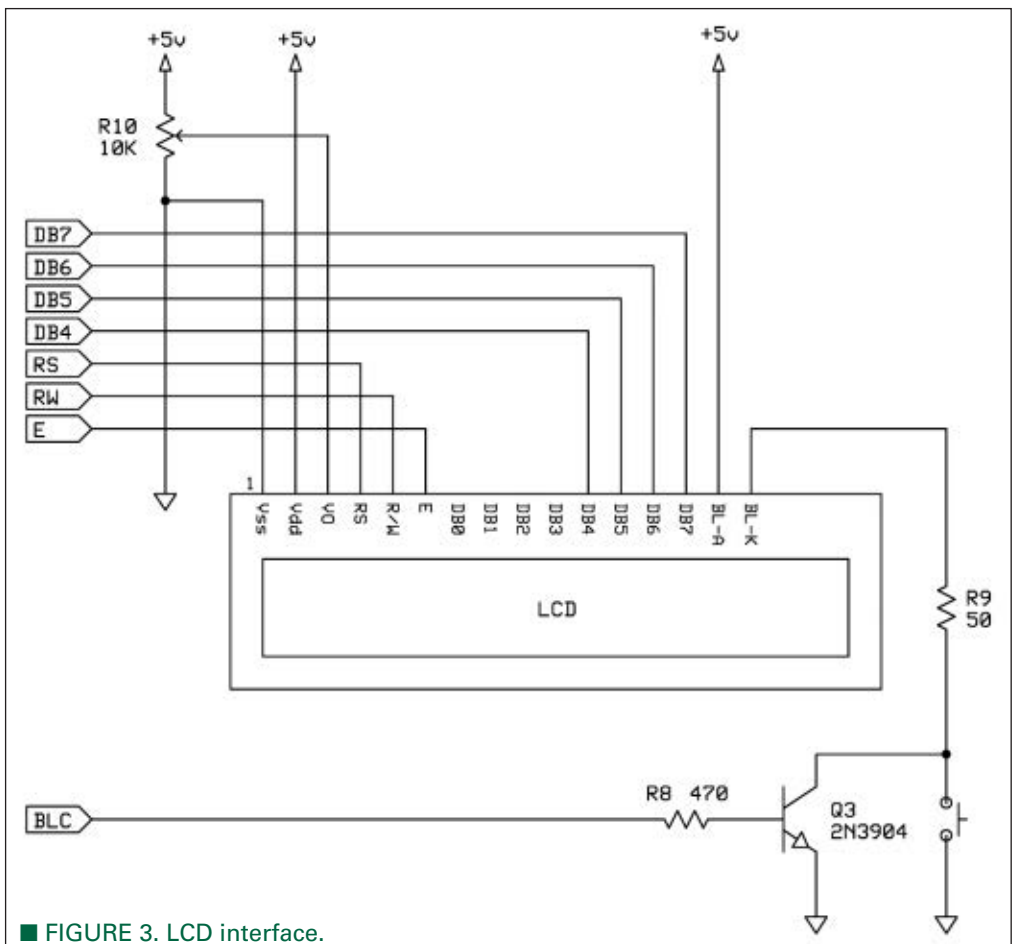 +5v +5v +5v
R10
10K
DB7
DB6
DB5
DB4
RS
RW
E
1
Vss Vdd VO RS R/W E DB0 DB1 DB2 DB3 DB4 DB5 DB6 DB7 BL-A BL-K
LCD
R9
50
R8 470
BLC
Q3
2N3904
■ FIGURE 3. LCD interface.